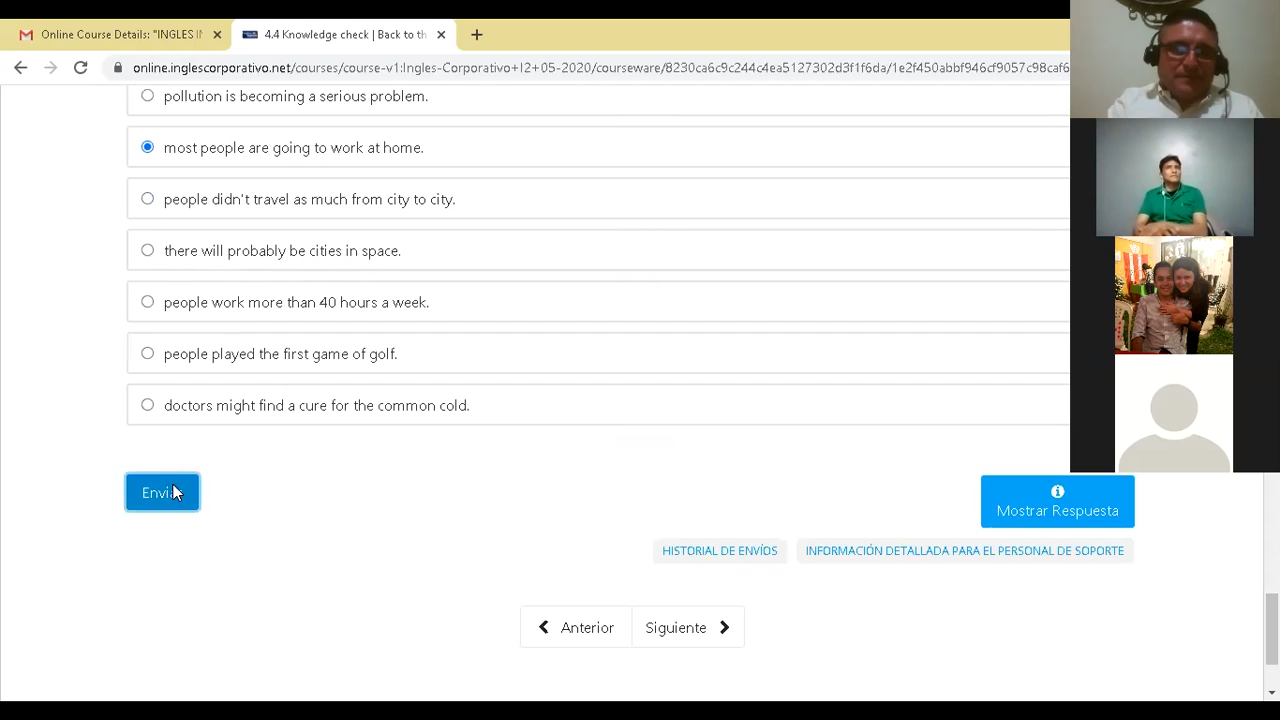 Online Course Details: "INGLES I
4.4 Knowledge check | Back to th
online.inglescorporativo.net/courses/course-v1:Ingles-Corporativo+I2+05-2020/courseware/8230ca6c9c244c4ea5127302d3f1f6da/1e2f450abbf946cf9057c98caf6
pollution is becoming a serious problem.
most people are going to work at home.
people didn't travel as much from city to city.
there will probably be cities in space.
people work more than 40 hours a week.
people played the first game of golf.
doctors might find a cure for the common cold.
Envi
Mostrar Respuesta
HISTORIAL DE ENVÍOS
INFORMACIÓN DETALLADA PARA EL PERSONAL DE SOPORTE
Anterior
Siguiente